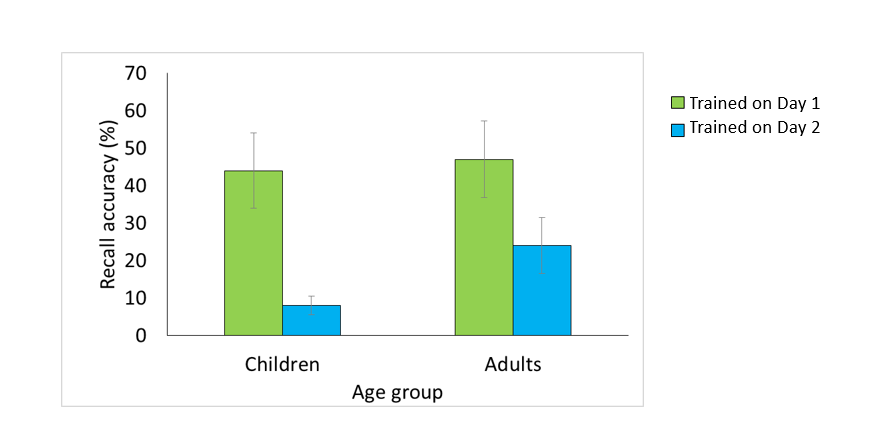 70
60
50
40
30
20
10
0
Recall accuracy (%)
Children
Adults
Age group
Trained on Day 1
Trained on Day 2